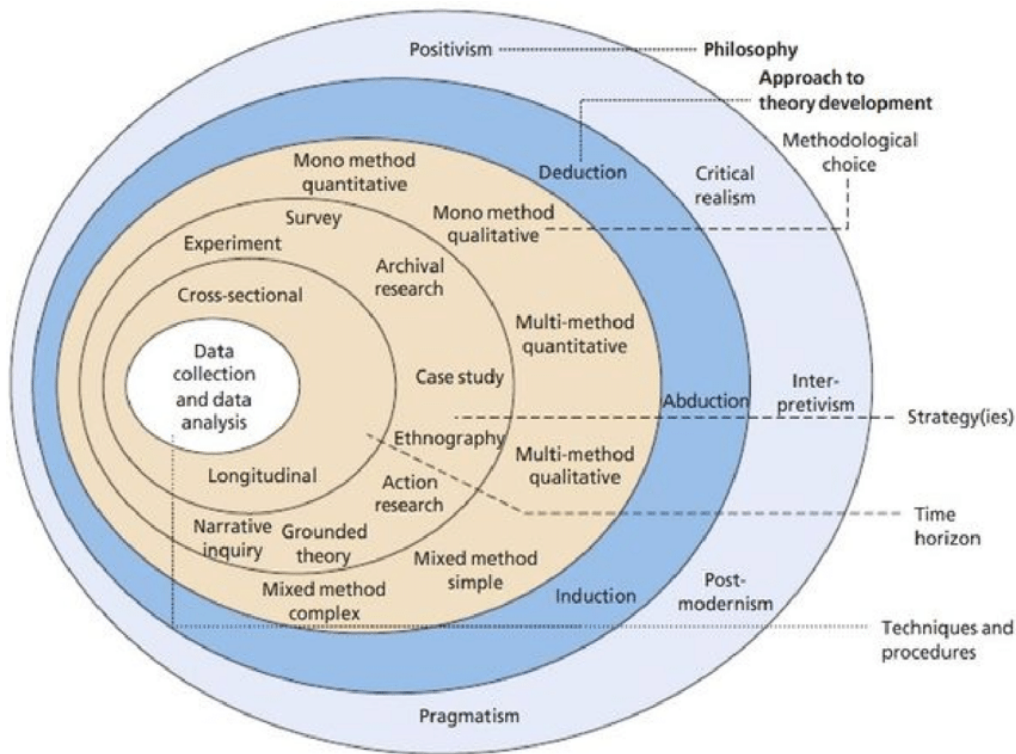 Positivism
Philosophy
Approach to
theory development
Methodological
choice
Mono method
quantitative
Deduction
Critical
realism
Survey
Mono method
qualitative
Experiment
Archival
research
Cross-sectional
Multi-method
quantitative
Data
collection
and data
analysis
Case study
Abduction
Inter-
pretivism
Strategy(ies)
Ethnography
Multi-method
qualitative
Longitudinal
Action
research
Time
horizon
Narrative
inquiry
Grounded
theory
Mixed method
simple
Mixed method
complex
Induction
Post-
modernism
Techniques and
procedures
Pragmatism